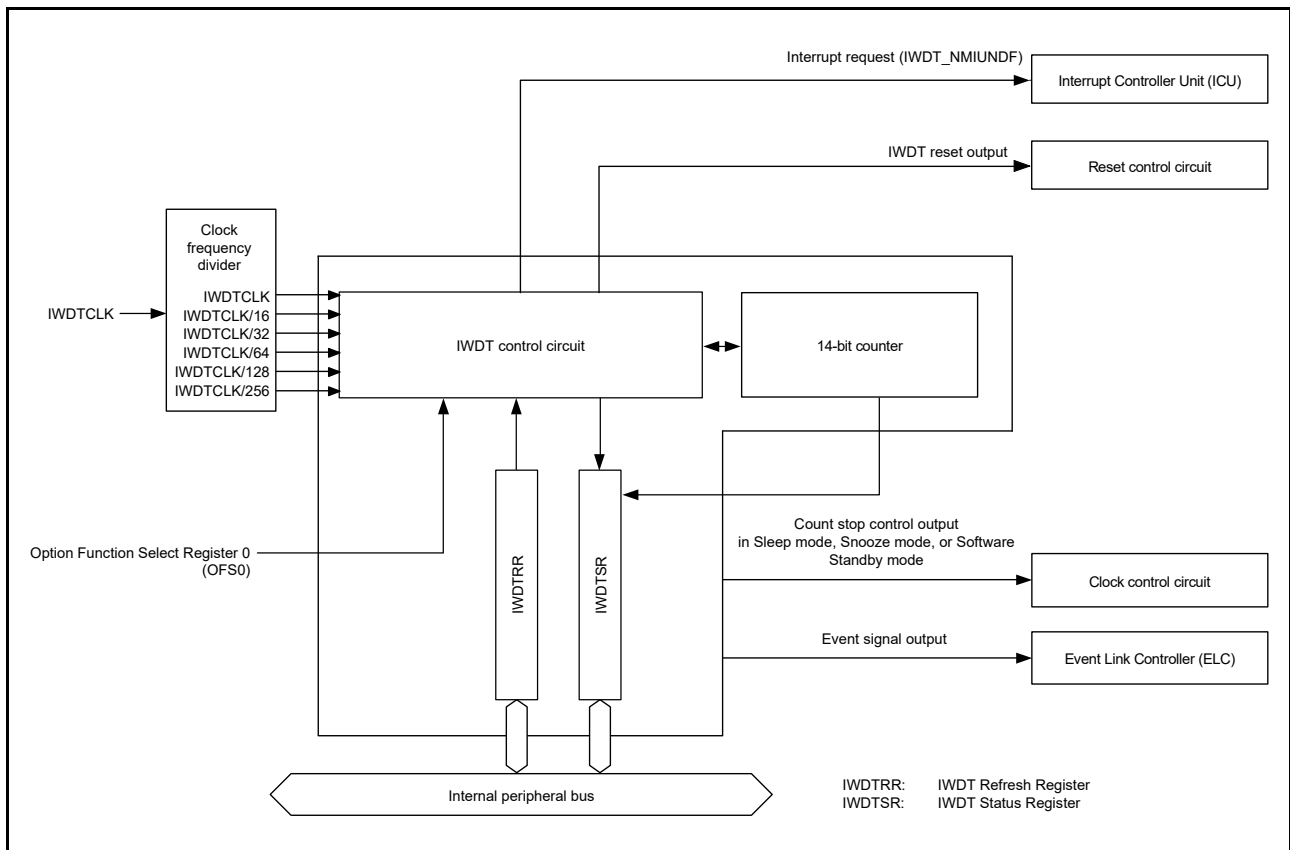 Interrupt request (IWDT_NMIUNDF)
Interrupt Controller Unit (ICU)
IWDT reset output
Reset control circuit
Clock
frequency
divider
IWDTCLK
IWDTCLK
IWDTCLK/16
IWDTCLK/32
IWDTCLK/64
IWDTCLK/128
IWDTCLK/256
IWDT control circuit
14-bit counter
Option Function Select Register 0
(OFS0)
IWDTRR
IWDTSR
Count stop control output
in Sleep mode, Snooze mode, or Software
Standby mode
Clock control circuit
Event signal output
Event Link Controller (ELC)
Internal peripheral bus
IWDTRR: IWDT Refresh Register
IWDTSR: IWDT Status Register